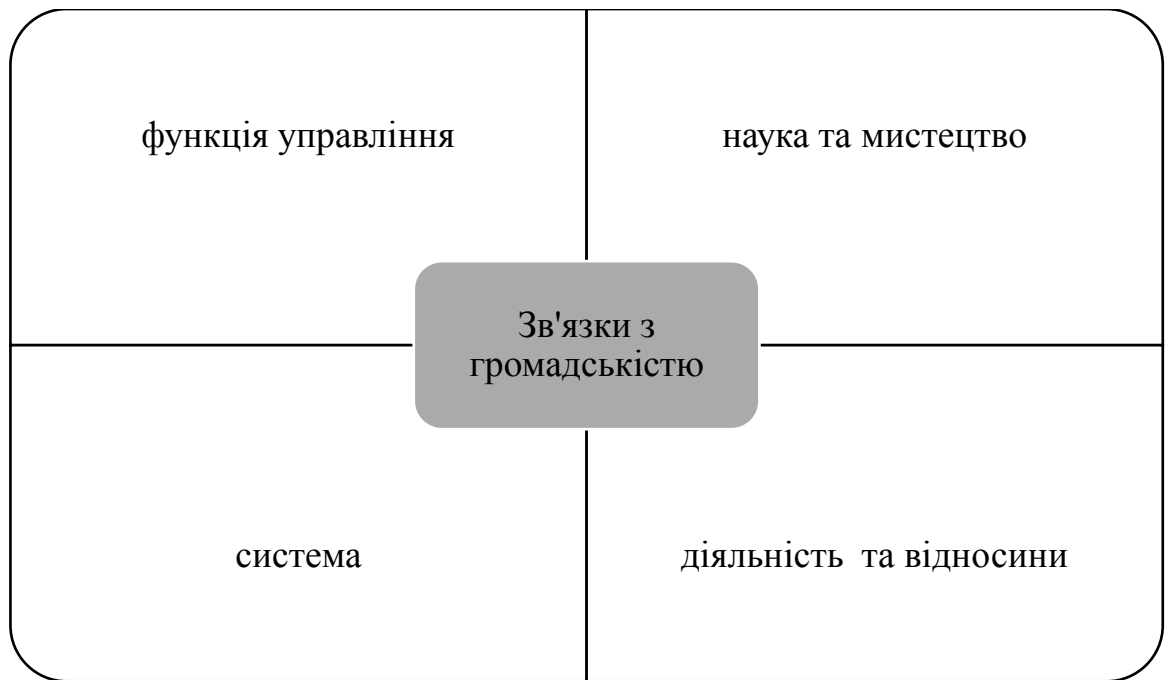 функція управління
наука та мистецтво
Зв'язки з
громадськістю
система
діяльність та відносини